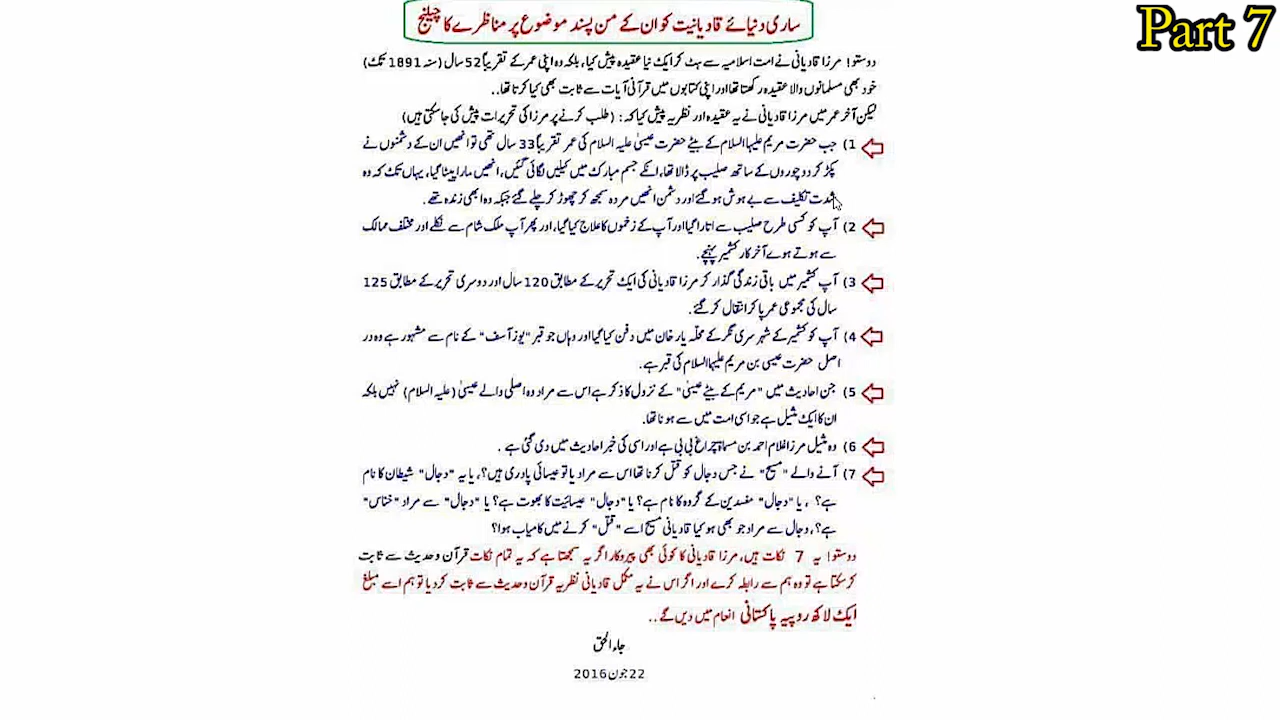 Part 7
ساری دنیائے قادیانیت کو ان کے من پسند موضوع پر مناظرے کا چیلنج
دوستو! مرزا قادیانی نے امت اسلامیہ سے ہٹ کر ایک نیا عقیدہ پیش کیا، بلکہ وہ اپنی عمر کے تقریباً 52 سال (سنہ 1891 تک)
خود بھی مسلمانوں والا عقیدہ رکھتا تھا اور اپنی کتابوں میں قرآنی آیات سے ثابت بھی کیا کرتا تھا..
لیکن آخر عمر میں مرزا قادیانی نے یہ عقیدہ اور نظریہ پیش کیا کہ: (طلب کرنے پر مرزا کی تحریرات پیش کی جاسکتی ہیں)
1) جب حضرت مریم علیہا السلام کے بیٹے حضرت عیسیٰ علیہ السلام کی عمر تقریباً 33 سال تھی تو انھیں ان کے دشمنوں نے
پکڑ کر دو چوروں کے ساتھ صلیب پر ڈالا تھا، انکے جسم مبارک میں کیلیں لگائی گئیں، انھیں مارا پیٹا گیا، یہاں تک کہ وہ
شدت تکلیف سے بے ہوش ہو گئے اور دشمن انھیں مردہ سمجھ کر چھوڑ کر چلے گئے جبکہ وہ ابھی زندہ تھے.
2) آپ کو کسی طرح صلیب سے اتارا گیا اور آپ کے زخموں کا علاج کیا گیا، اور پھر آپ ملک شام سے نکلے اور مختلف ممالک
سے ہوتے ہوے آخر کار کشمیر پہنچے.
3) آپ کشمیر میں باقی زندگی گذار کر مرزا قادیانی کی ایک تحریر کے مطابق 120 سال اور دوسری تحریر کے مطابق 125
سال کی مجموعی عمر پا کر انتقال کر گئے.
4) آپ کو کشمیر کے شہر سری نگر کے محلہ یار خان میں دفن کیا گیا اور وہاں جو قبر "یوز آسف" کے نام سے مشہور ہے وہ در
اصل حضرت عیسی بن مریم علیہا السلام کی قبر ہے.
5) جن احادیث میں "مریم کے بیٹے عیسیٰ" کے نزول کا ذکر ہے اس سے مراد وہ اصلی والے عیسیٰ (علیہ السلام) نہیں بلکہ
ان کا ایک مثیل ہے جو اسی امت میں سے ہونا تھا.
6) وہ مثیل مرزا غلام احمد بن مسماۃ چراغ بی بی ہے اور اسی کی خبر احادیث میں دی گئی ہے .
7) آنے والے "مسیح" نے جس دجال کو قتل کرنا تھا اس سے مراد یا تو عیسائی پادری ہیں؟، یا یہ "دجال" شیطان کا نام
ہے؟ ، یا "دجال" مفسدین کے گروہ کا نام ہے؟ یا "دجال" عیسائیت کا بھوت ہے؟ یا "دجال" سے مراد "خناس"
ہے؟، دجال سے مراد جو بھی ہو کیا قادیانی مسیح اسے "قتل" کرنے میں کامیاب ہوا؟
دوستو! یہ 7 نکات ہیں، مرزا قادیانی کا کوئی بھی پیروکار اگر یہ سمجھتا ہے کہ یہ تمام نکات قرآن وحدیث سے ثابت
کر سکتا ہے تو وہ ہم سے رابطہ کرے اور اگر اس نے یہ مکمل قادیانی نظریہ قرآن وحدیث سے ثابت کر دیا تو ہم اسے مبلغ
ایک لاکھ روپیہ پاکستانی انعام میں دیں گے..
جاء الحق
22 جون 2016